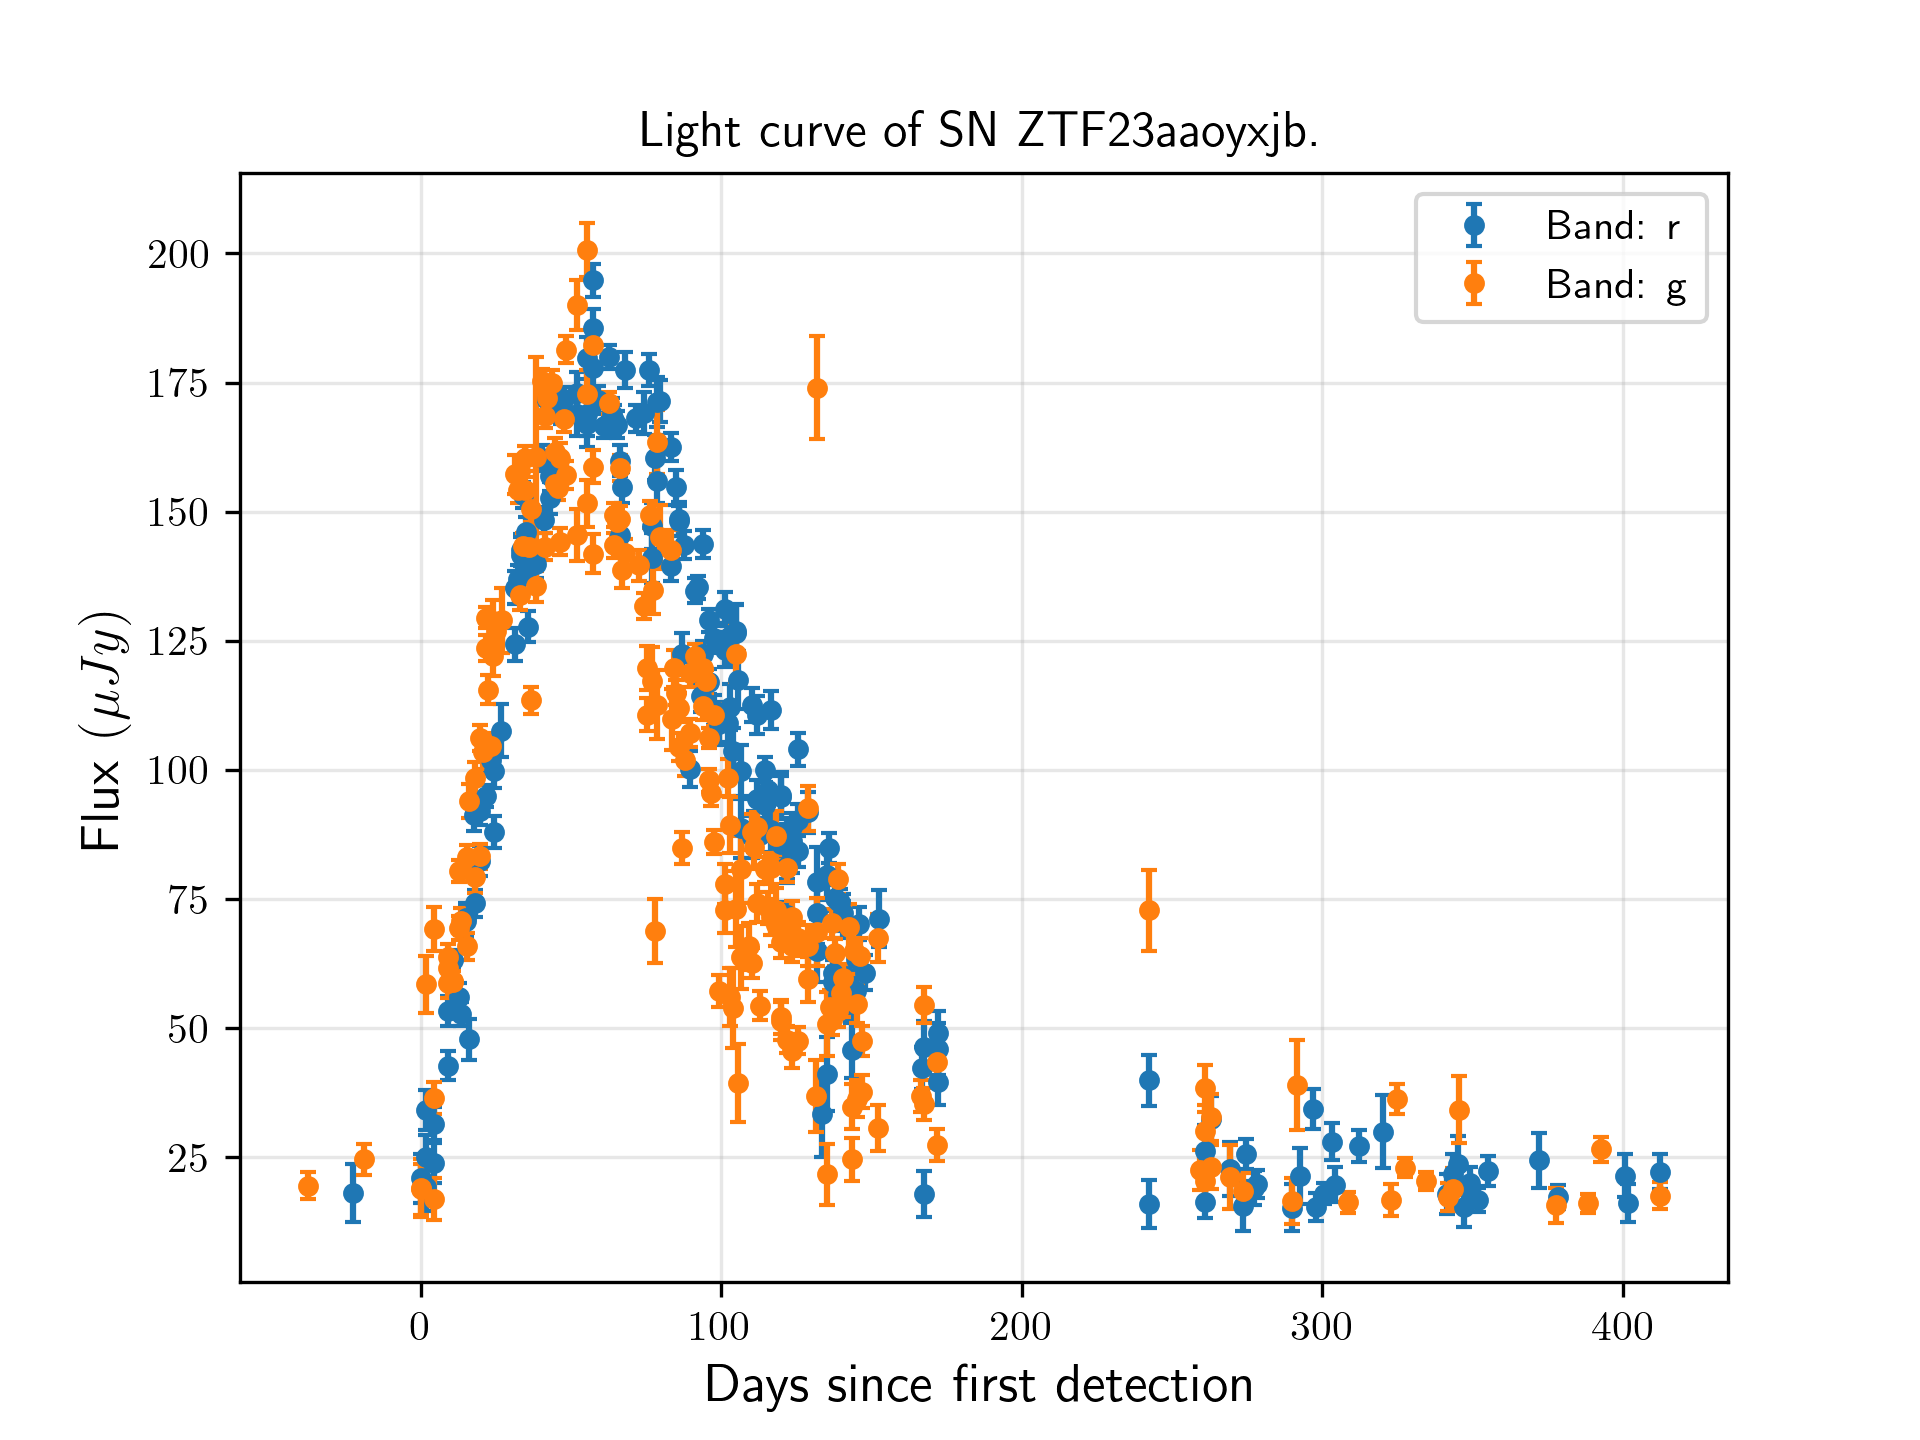 Light curve of SN ZTF23aaoyxjb.
Band: r
Band: g
Flux (μJy)
200
175
150
125
100
75
50
25
0 100 200 300 400
Days since first detection